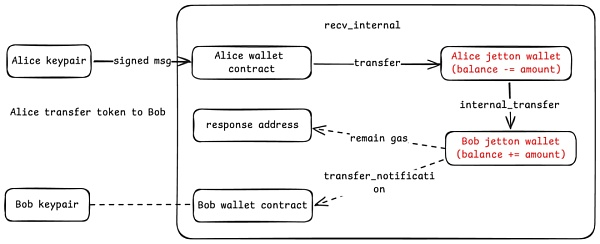 recv_internal
Alice keypair
signed msg
Alice wallet
contract
transfer
Alice jetton wallet
(balance -= amount)
internal_transfer
Alice transfer token to Bob
response address
remain gas
Bob jetton wallet
(balance += amount)
transfer_notificati
on
Bob keypair
Bob wallet contract